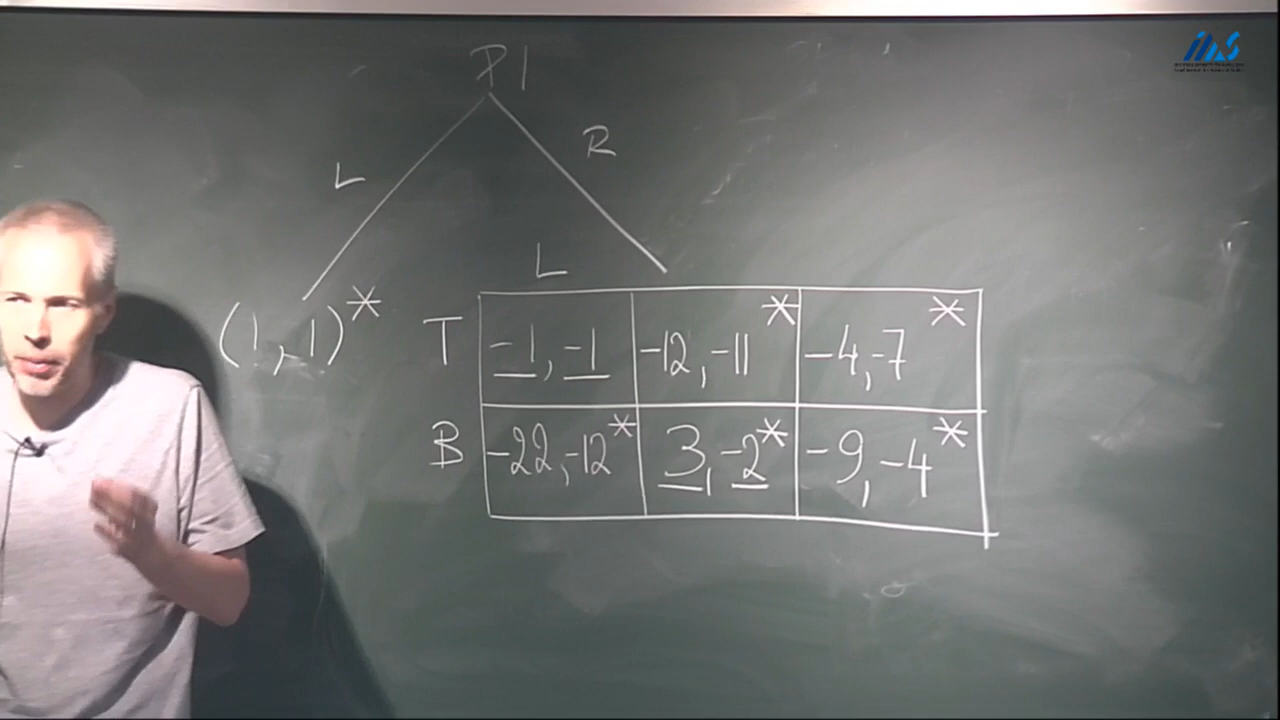 P1
L R
L
(1,-1)* T -1,-1 -12,-11* -4,-7*
B -22,-12* 3,-2* -9,-4*